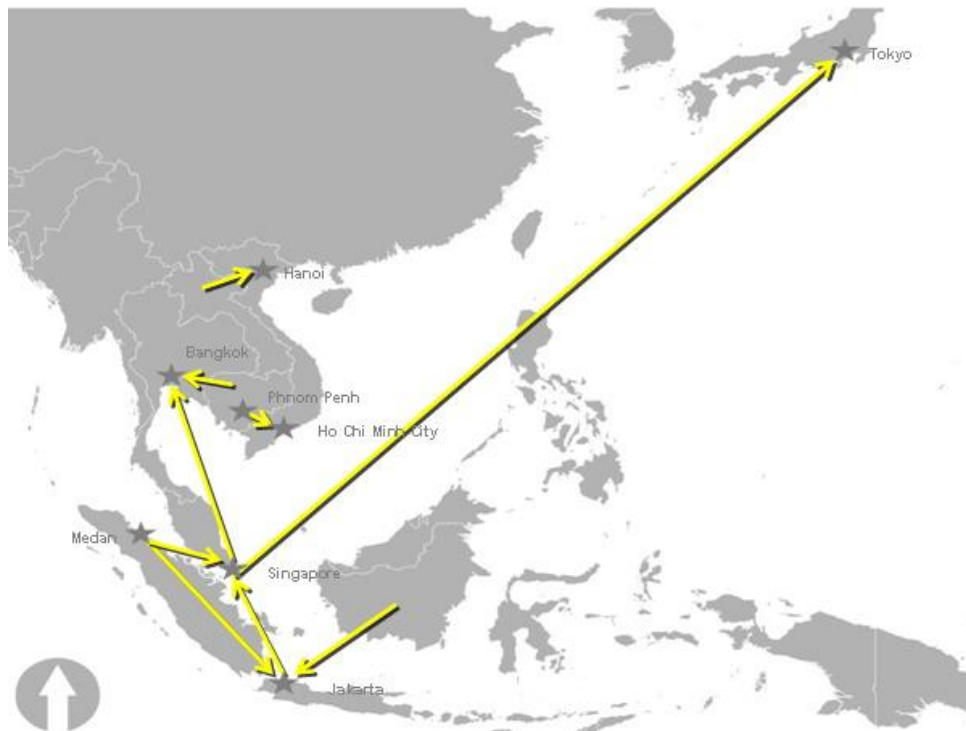 Tokyo
Hanoi
Bangkok
Phnom Penh
Ho Chi Minh City
Medan
Singapore
Jakarta